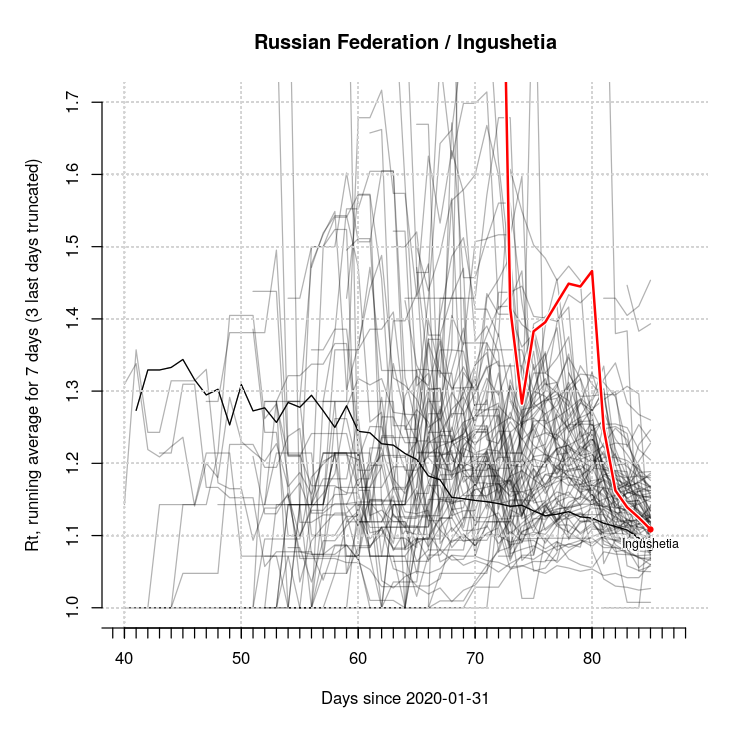 Russian Federation / Ingushetia
Rt, running average for 7 days (3 last days truncated)
1.7
1.6
1.5
1.4
1.3
1.2
1.1
1.0
Ingushetia
40 50 60 70 80
Days since 2020-01-31